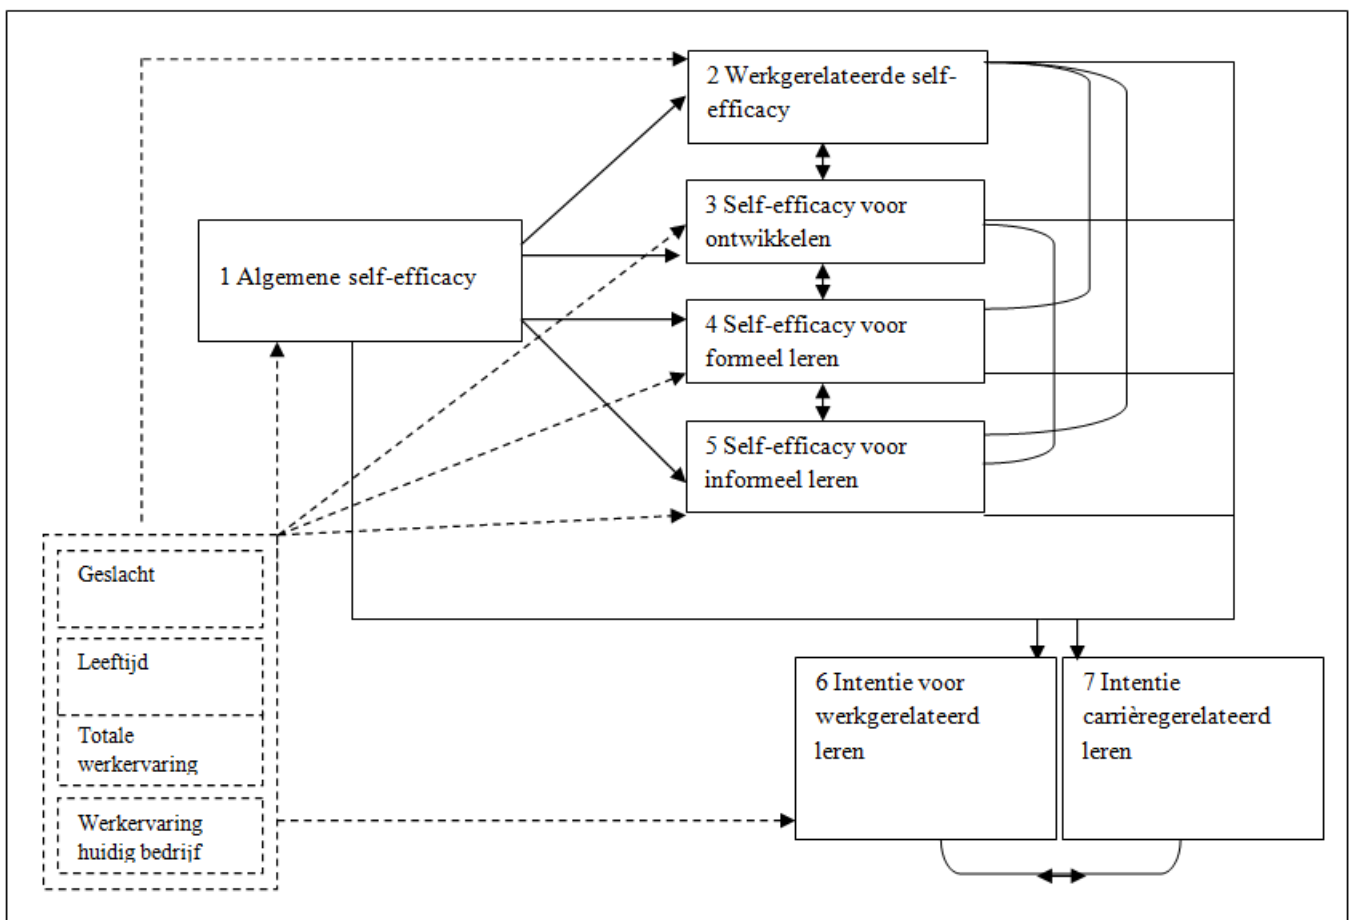 2 Werkgerelateerde self-
efficacy
3 Self-efficacy voor
ontwikkelen
1 Algemene self-efficacy
4 Self-efficacy voor
formeel leren
5 Self-efficacy voor
informeel leren
Geslacht
Leeftijd
Totale
werkervaring
Werkervaring
huidig bedrijf
6 Intentie voor
werkgerelateerd
leren
7 Intentie
carrièregerelateerd
leren